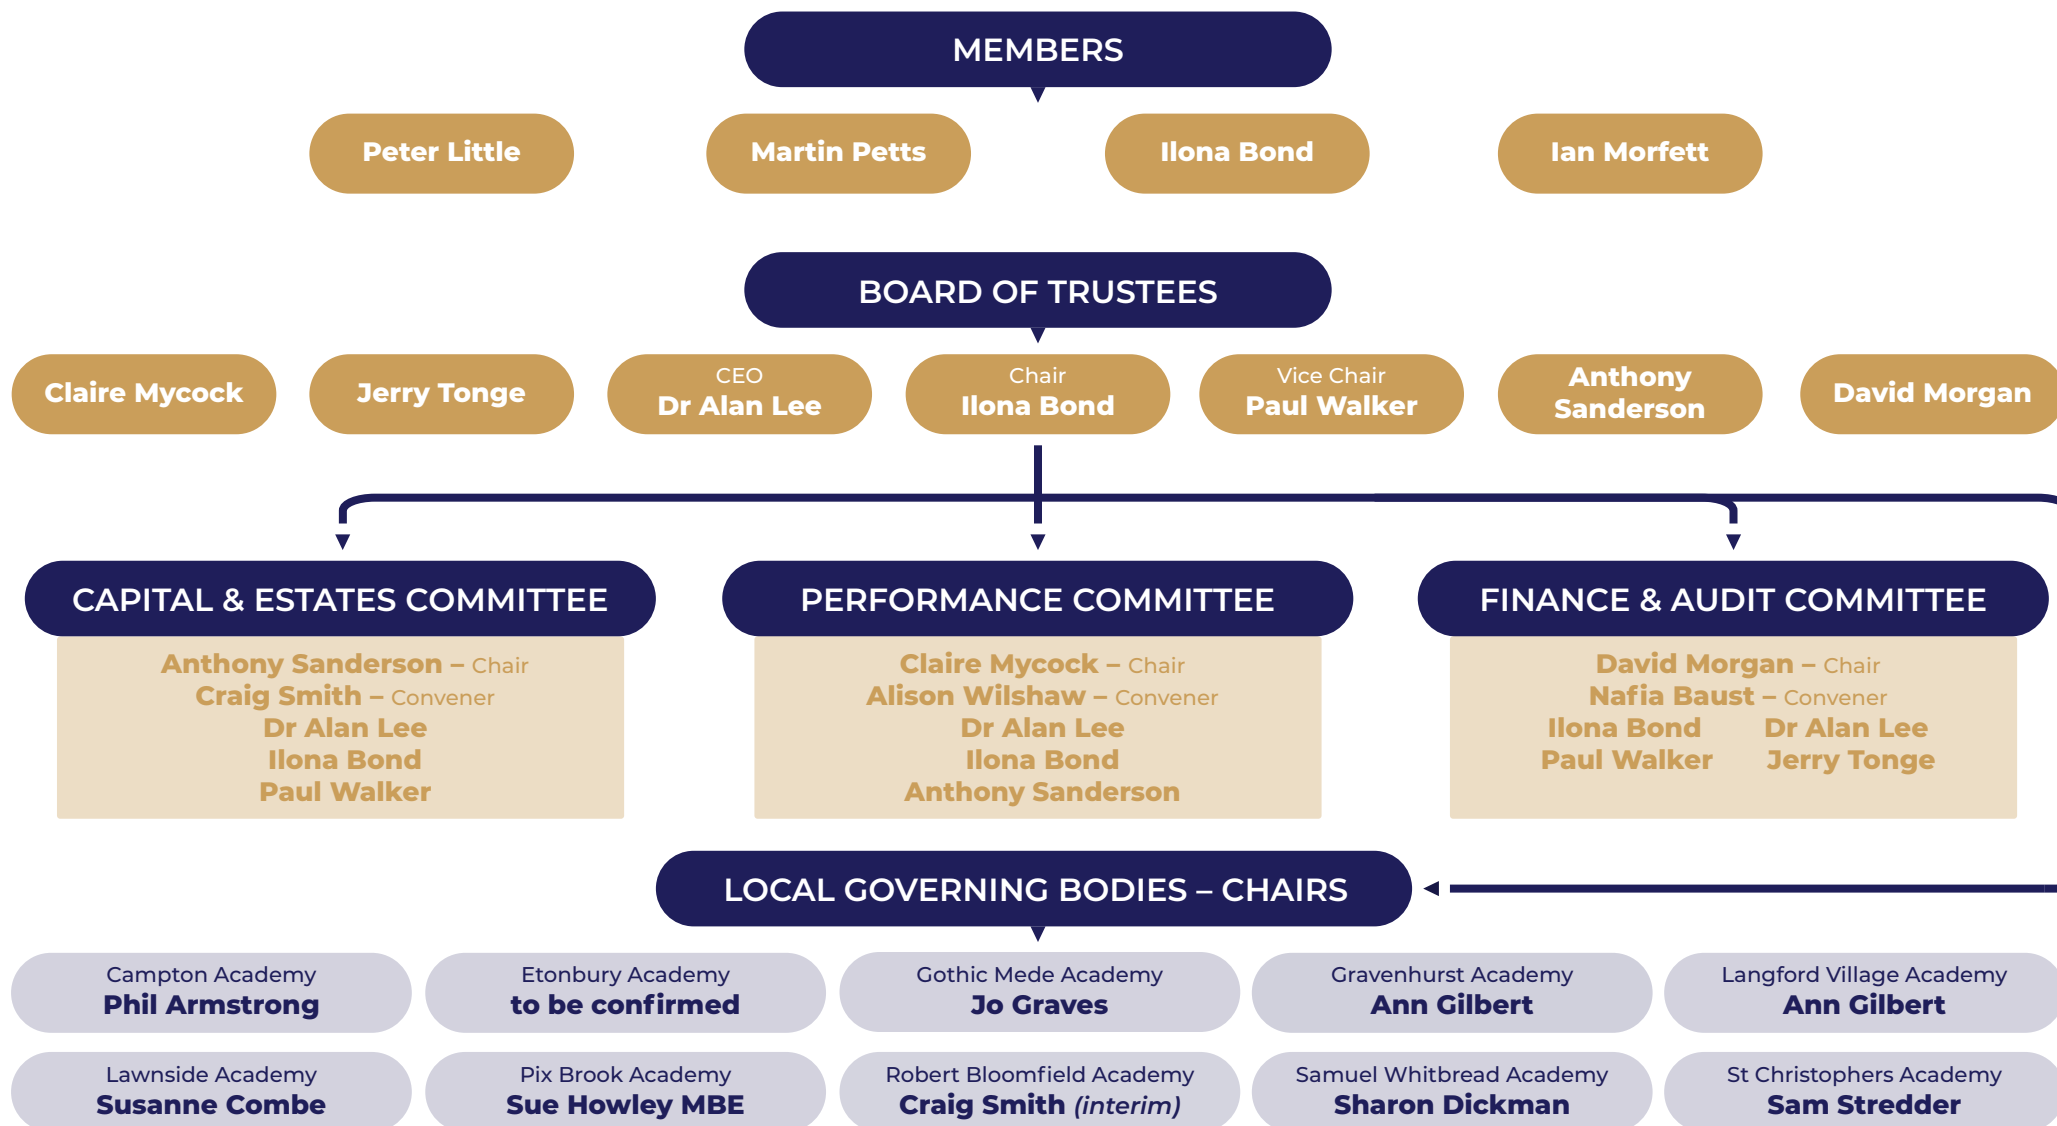 MEMBERS
Peter Little
Martin Petts
Ilona Bond
Ian Morfett
BOARD OF TRUSTEES
Claire Mycock
Jerry Tonge
CEO
Dr Alan Lee
Chair
Ilona Bond
Vice Chair
Paul Walker
Anthony
Sanderson
David Morgan
CAPITAL & ESTATES COMMITTEE
Anthony Sanderson – Chair
Craig Smith – Convener
Dr Alan Lee
Ilona Bond
Paul Walker
PERFORMANCE COMMITTEE
Claire Mycock – Chair
Alison Wilshaw – Convener
Dr Alan Lee
Ilona Bond
Anthony Sanderson
FINANCE & AUDIT COMMITTEE
David Morgan – Chair
Nafia Baust – Convener
Ilona Bond Dr Alan Lee
Paul Walker Jerry Tonge
LOCAL GOVERNING BODIES – CHAIRS
Campton Academy
Phil Armstrong
Etonbury Academy
to be confirmed
Gothic Mede Academy
Jo Graves
Gravenhurst Academy
Ann Gilbert
Langford Village Academy
Ann Gilbert
Lawnside Academy
Susanne Combe
Pix Brook Academy
Sue Howley MBE
Robert Bloomfield Academy
Craig Smith (interim)
Samuel Whitbread Academy
Sharon Dickman
St Christophers Academy
Sam Stredder